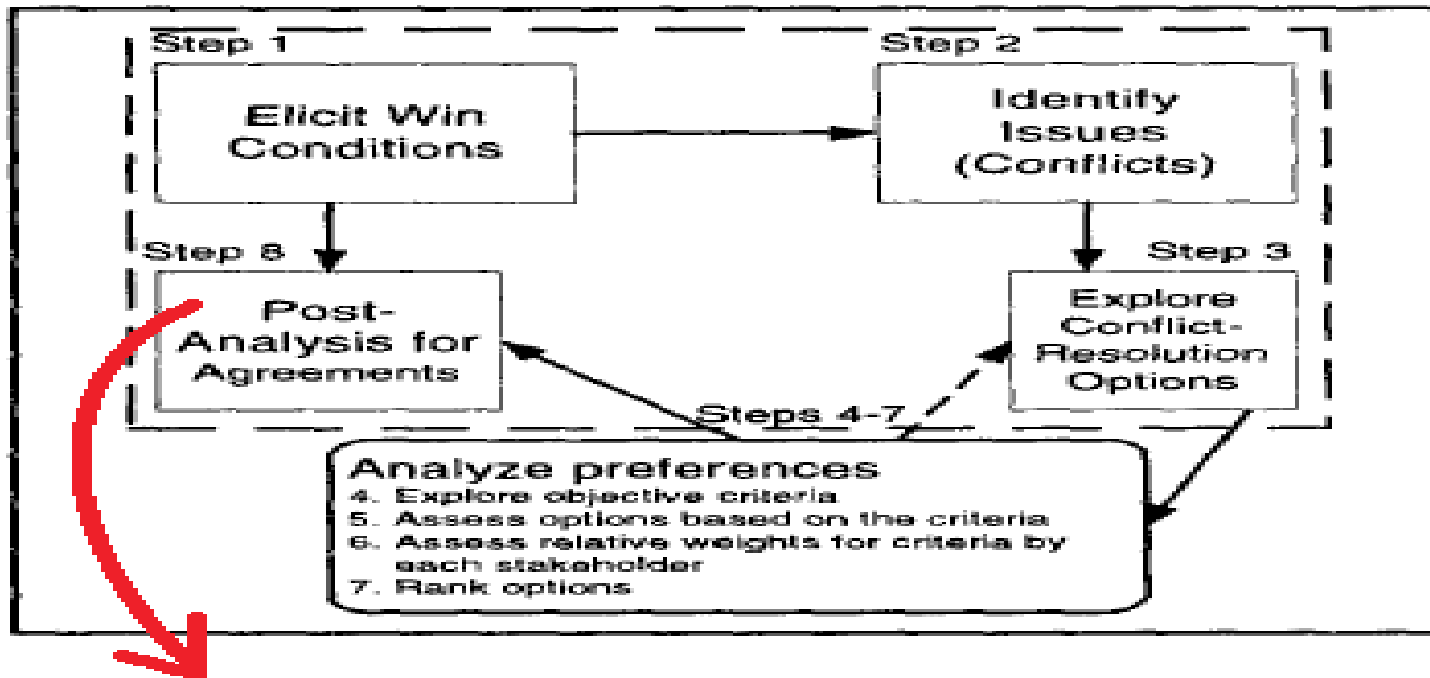 Step 1
Step 2
Elicit Win
Conditions
Identify
Issues
(Conflicts)
Step 8
Step 3
Post-
Analysis for
Agreements
Explore
Conflict-
Resolution
Options
Steps 4-7
Analyze preferences
4. Explore objective criteria
5. Assess options based on the criteria
6. Assess relative weights for criteria by
each stakeholder
7. Rank options